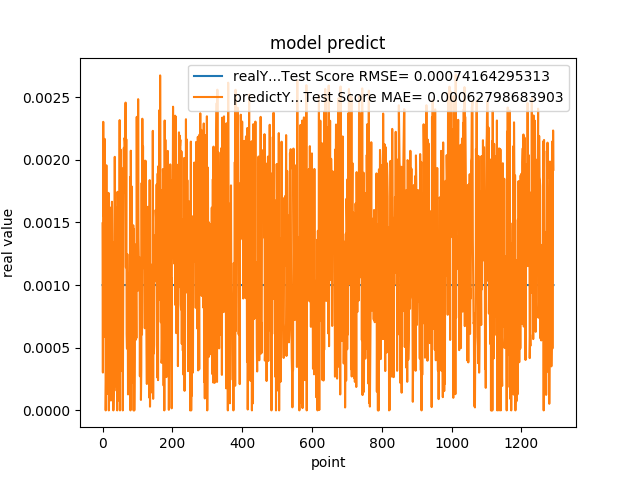 model predict
realY...Test Score RMSE= 0.00074164295313
predictY...Test Score MAE= 0.00062798683903
0.0025
0.0020
0.0015
0.0010
0.0005
0.0000
real value
0 200 400 600 800 1000 1200
point